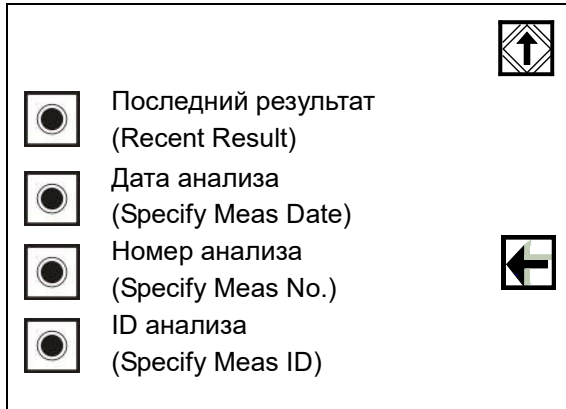 Последний результат
(Recent Result)
Дата анализа
(Specify Meas Date)
Номер анализа
(Specify Meas No.)
ID анализа
(Specify Meas ID)